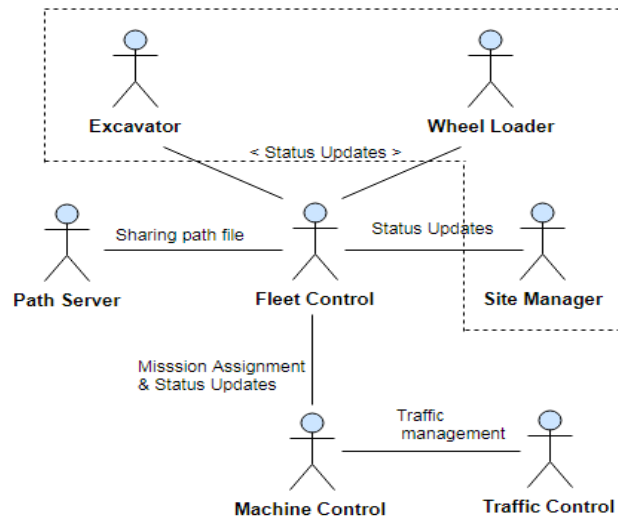 Excavator
Wheel Loader
< Status Updates >
Sharing path file
Status Updates
Path Server
Fleet Control
Site Manager
Misssion Assignment
& Status Updates
Traffic
management
Machine Control
Traffic Control